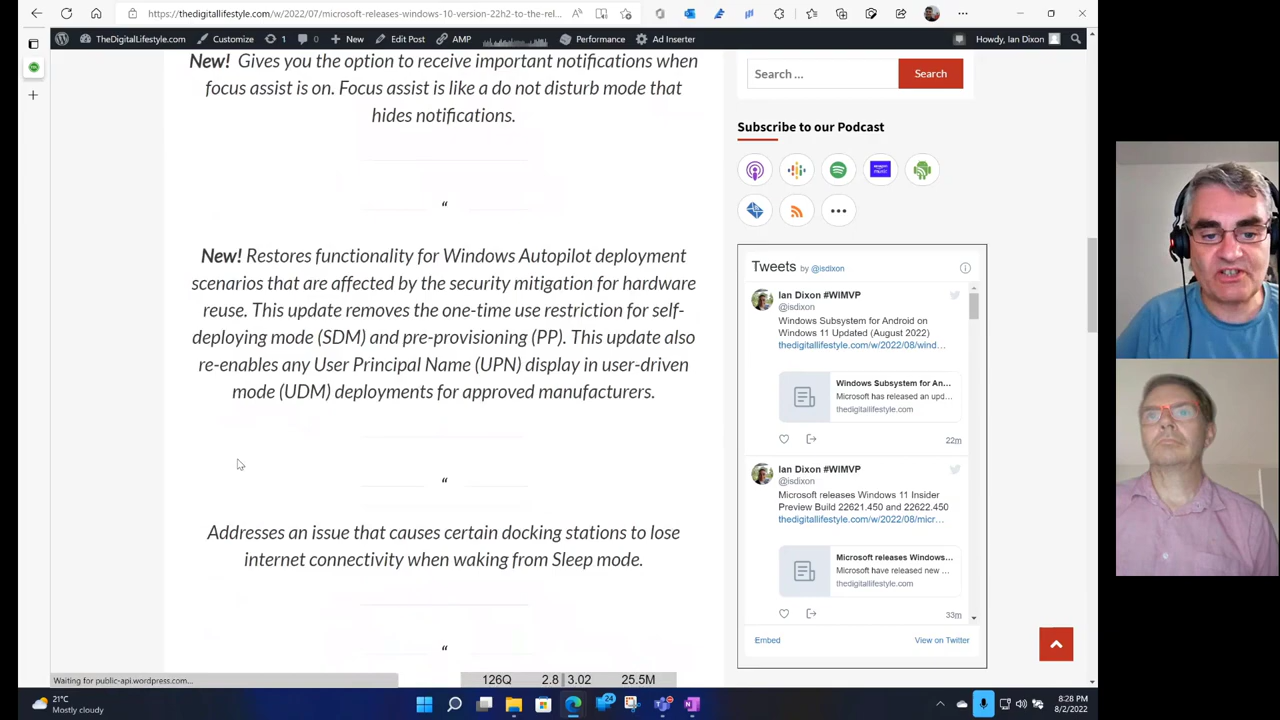 https://thedigitallifestyle.com/w/2022/07/microsoft-releases-windows-10-version-22h2-to-the-rel...
TheDigitalLifestyle.com Customize 1 0 New Edit Post AMP Performance Ad Inserter Howdy, Ian Dixon
New! Gives you the option to receive important notifications when
focus assist is on. Focus assist is like a do not disturb mode that
hides notifications.
“
New! Restores functionality for Windows Autopilot deployment
scenarios that are affected by the security mitigation for hardware
reuse. This update removes the one-time use restriction for self-
deploying mode (SDM) and pre-provisioning (PP). This update also
re-enables any User Principal Name (UPN) display in user-driven
mode (UDM) deployments for approved manufacturers.
“
Addresses an issue that causes certain docking stations to lose
internet connectivity when waking from Sleep mode.
“
Search ... Search
Subscribe to our Podcast
Tweets by @isdixon
Ian Dixon #WIMVP
@isdixon
Windows Subsystem for Android on
Windows 11 Updated (August 2022)
thedigitallifestyle.com/w/2022/08/wind...
Windows Subsystem for An...
Microsoft has released an upd...
thedigitallifestyle.com
22m
Ian Dixon #WIMVP
@isdixon
Microsoft releases Windows 11 Insider
Preview Build 22621.450 and 22622.450
thedigitallifestyle.com/w/2022/08/micr...
Microsoft releases Windows...
Microsoft have released new ...
thedigitallifestyle.com
33m
Embed View on Twitter
Waiting for public-api.wordpress.com...
126Q 2.8 3.02 25.5M
21°C
Mostly cloudy
24
8:28 PM
8/2/2022